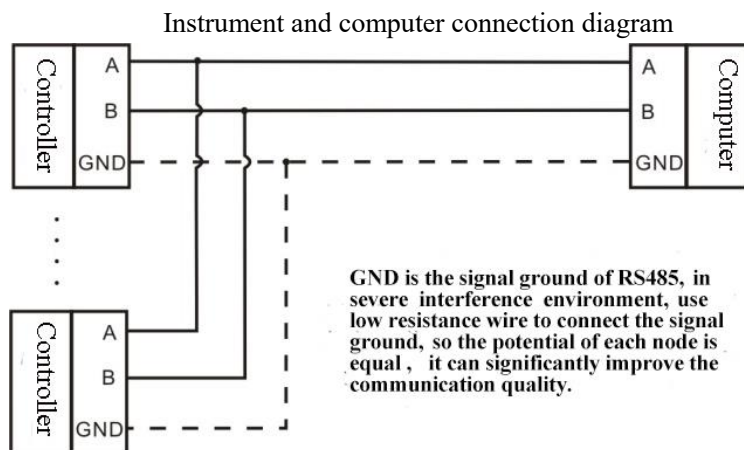 Instrument and computer connection diagram
Controller
A
B
GND
A
B
GND
Computer
GND is the signal ground of RS485, in
severe interference environment, use
low resistance wire to connect the signal
ground, so the potential of each node is
equal , it can significantly improve the
communication quality.
Controller
A
B
GND